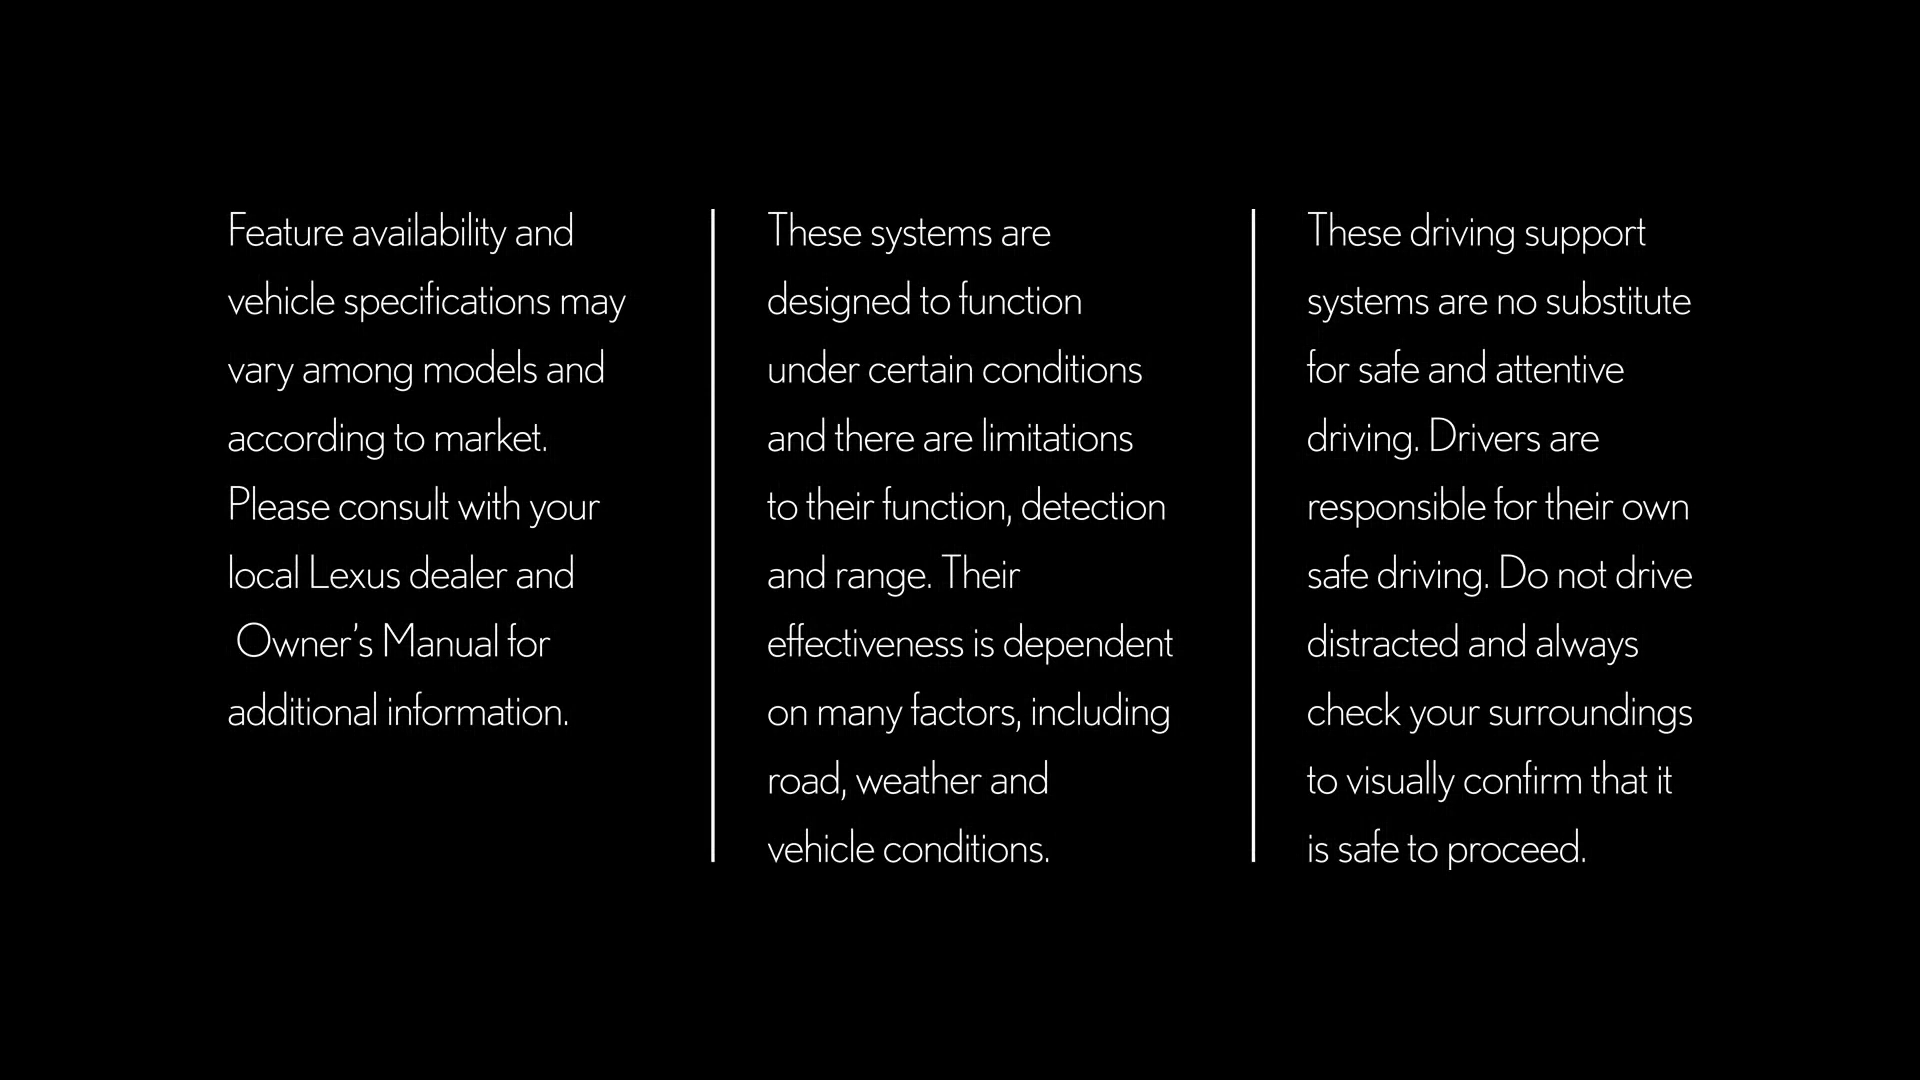 Feature availability and
vehicle specifications may
vary among models and
according to market.
Please consult with your
local Lexus dealer and
Owner’s Manual for
additional information.
These systems are
designed to function
under certain conditions
and there are limitations
to their function, detection
and range. Their
effectiveness is dependent
on many factors, including
road, weather and
vehicle conditions.
These driving support
systems are no substitute
for safe and attentive
driving. Drivers are
responsible for their own
safe driving. Do not drive
distracted and always
check your surroundings
to visually confirm that it
is safe to proceed.